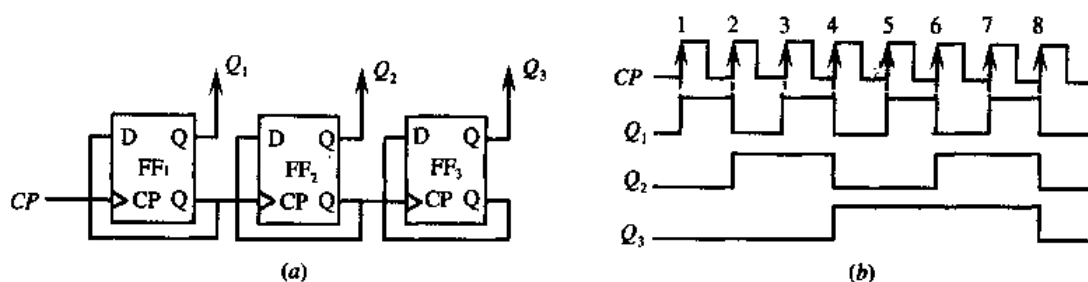 1 2 3 4 5 6 7 8
CP
Q₁
Q₂
Q₃
Q₁ Q₂ Q₃
D Q D Q D Q
FF₁ FF₂ FF₃
CP CP Q CP Q CP Q
(a) (b)